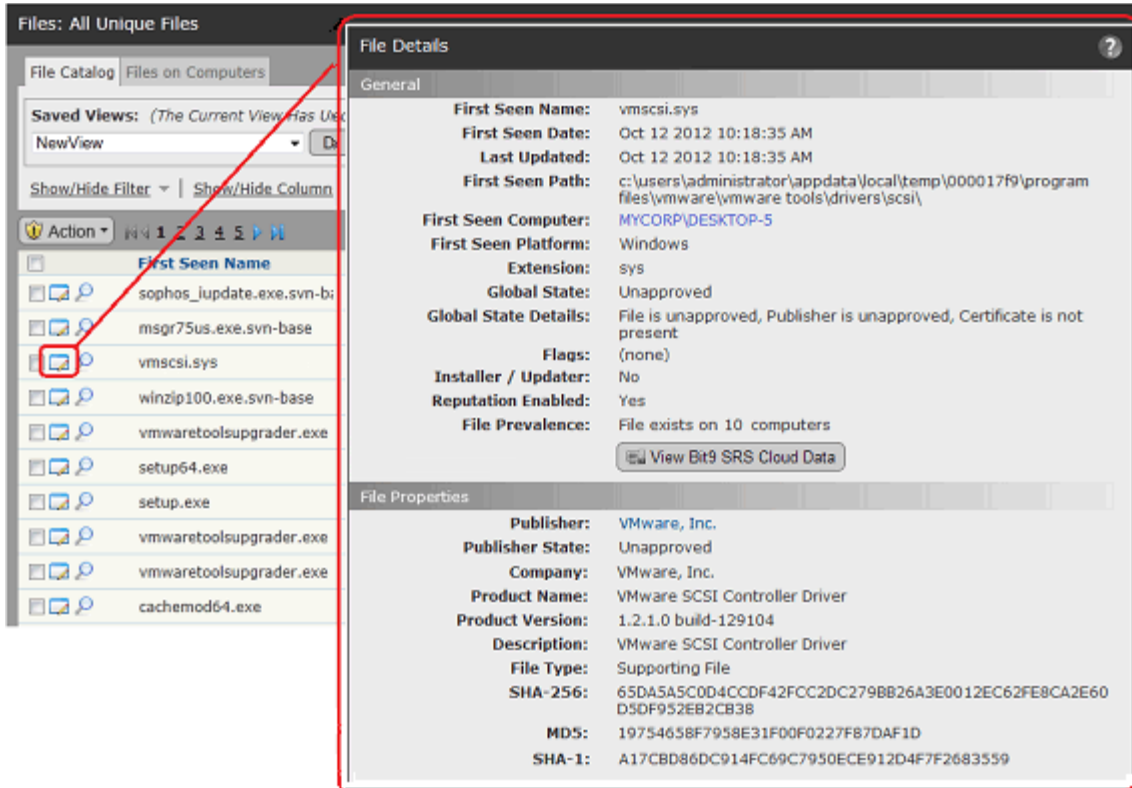 Files: All Unique Files
File Catalog
Files on Computers
Saved Views: (The Current View Has
NewView
Show/Hide Filter
Show/Hide Column
Action
1 2 3 4 5
First Seen Name
sophos_iupdate.exe.svn-
msgr75us.exe.svn-base
vmscsi.sys
winzip100.exe.svn-base
vmwaretoolsupgrader.exe
setup64.exe
setup.exe
vmwaretoolsupgrader.exe
vmwaretoolsupgrader.exe
cachemod64.exe
File Details
?
General
First Seen Name: vmscsi.sys
First Seen Date: Oct 12 2012 10:18:35 AM
Last Updated: Oct 12 2012 10:18:35 AM
First Seen Path: c:\users\administrator\appdata\local\temp\000017f9\program
files\vmware\vmware tools\drivers\scsi\
First Seen Computer: MYCORP\DESKTOP-5
First Seen Platform: Windows
Extension: sys
Global State: Unapproved
Global State Details: File is unapproved, Publisher is unapproved, Certificate is not
present
Flags: (none)
Installer / Updater: No
Reputation Enabled: Yes
File Prevalence: File exists on 10 computers
View Bit9 SRS Cloud Data
File Properties
Publisher: VMware, Inc.
Publisher State: Unapproved
Company: VMware, Inc.
Product Name: VMware SCSI Controller Driver
Product Version: 1.2.1.0 build-129104
Description: VMware SCSI Controller Driver
File Type: Supporting File
SHA-256: 65DA5A5C0D4CCDF42FCC2DC279BB26A3E0012EC62FE8CA2E60
D5DF952EB2CB38
MD5: 19754658F7958E31F00F0227F87DAF1D
SHA-1: A17CBD86DC914FC69C7950ECE912D4F7F2683559